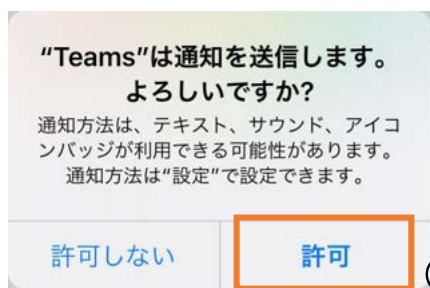 “Teams”は通知を送信します。
よろしいですか?
通知方法は、テキスト、サウンド、アイコ
ンバッジが利用できる可能性があります。
通知方法は“設定”で設定できます。
許可しない
許可